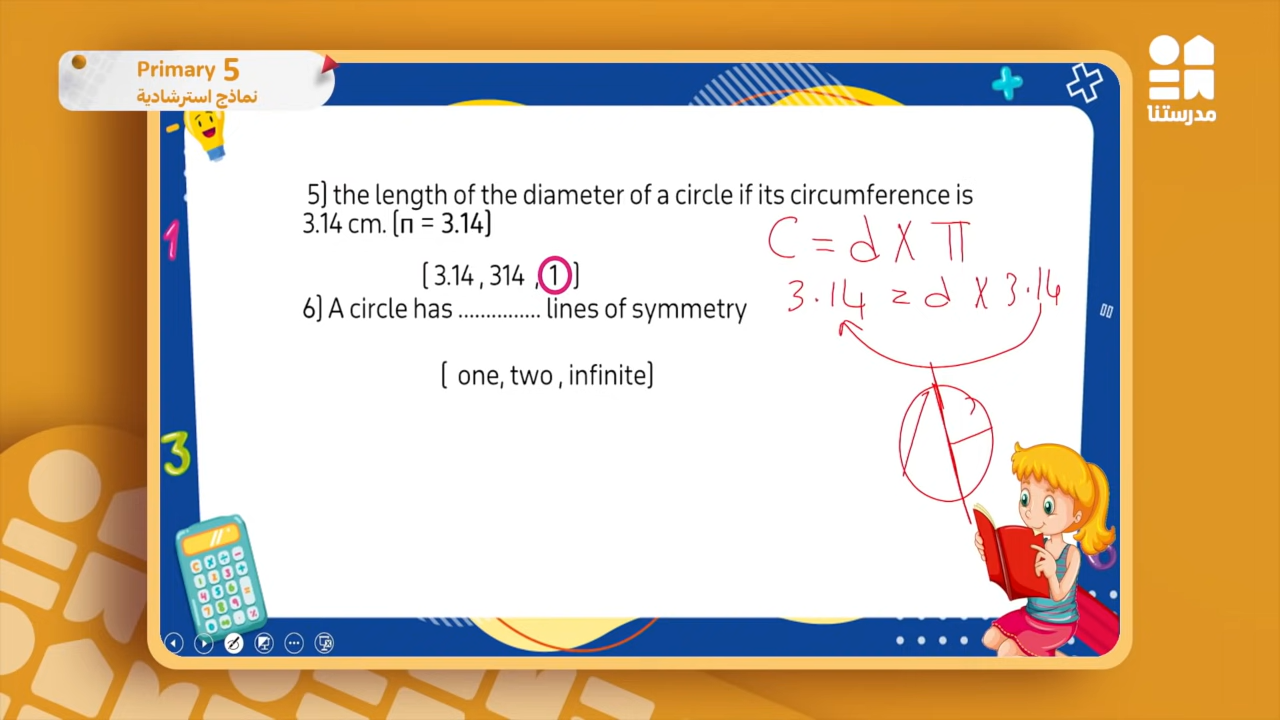 Primary 5
نماذج استرشادية
مدرستنا
5) the length of the diameter of a circle if its circumference is
3.14 cm. (п = 3.14)
( 3.14 , 314 , 1 )
6) A circle has ............... lines of symmetry
( one, two , infinite)
C = d X π
3.14 = d X 3.14
1
3